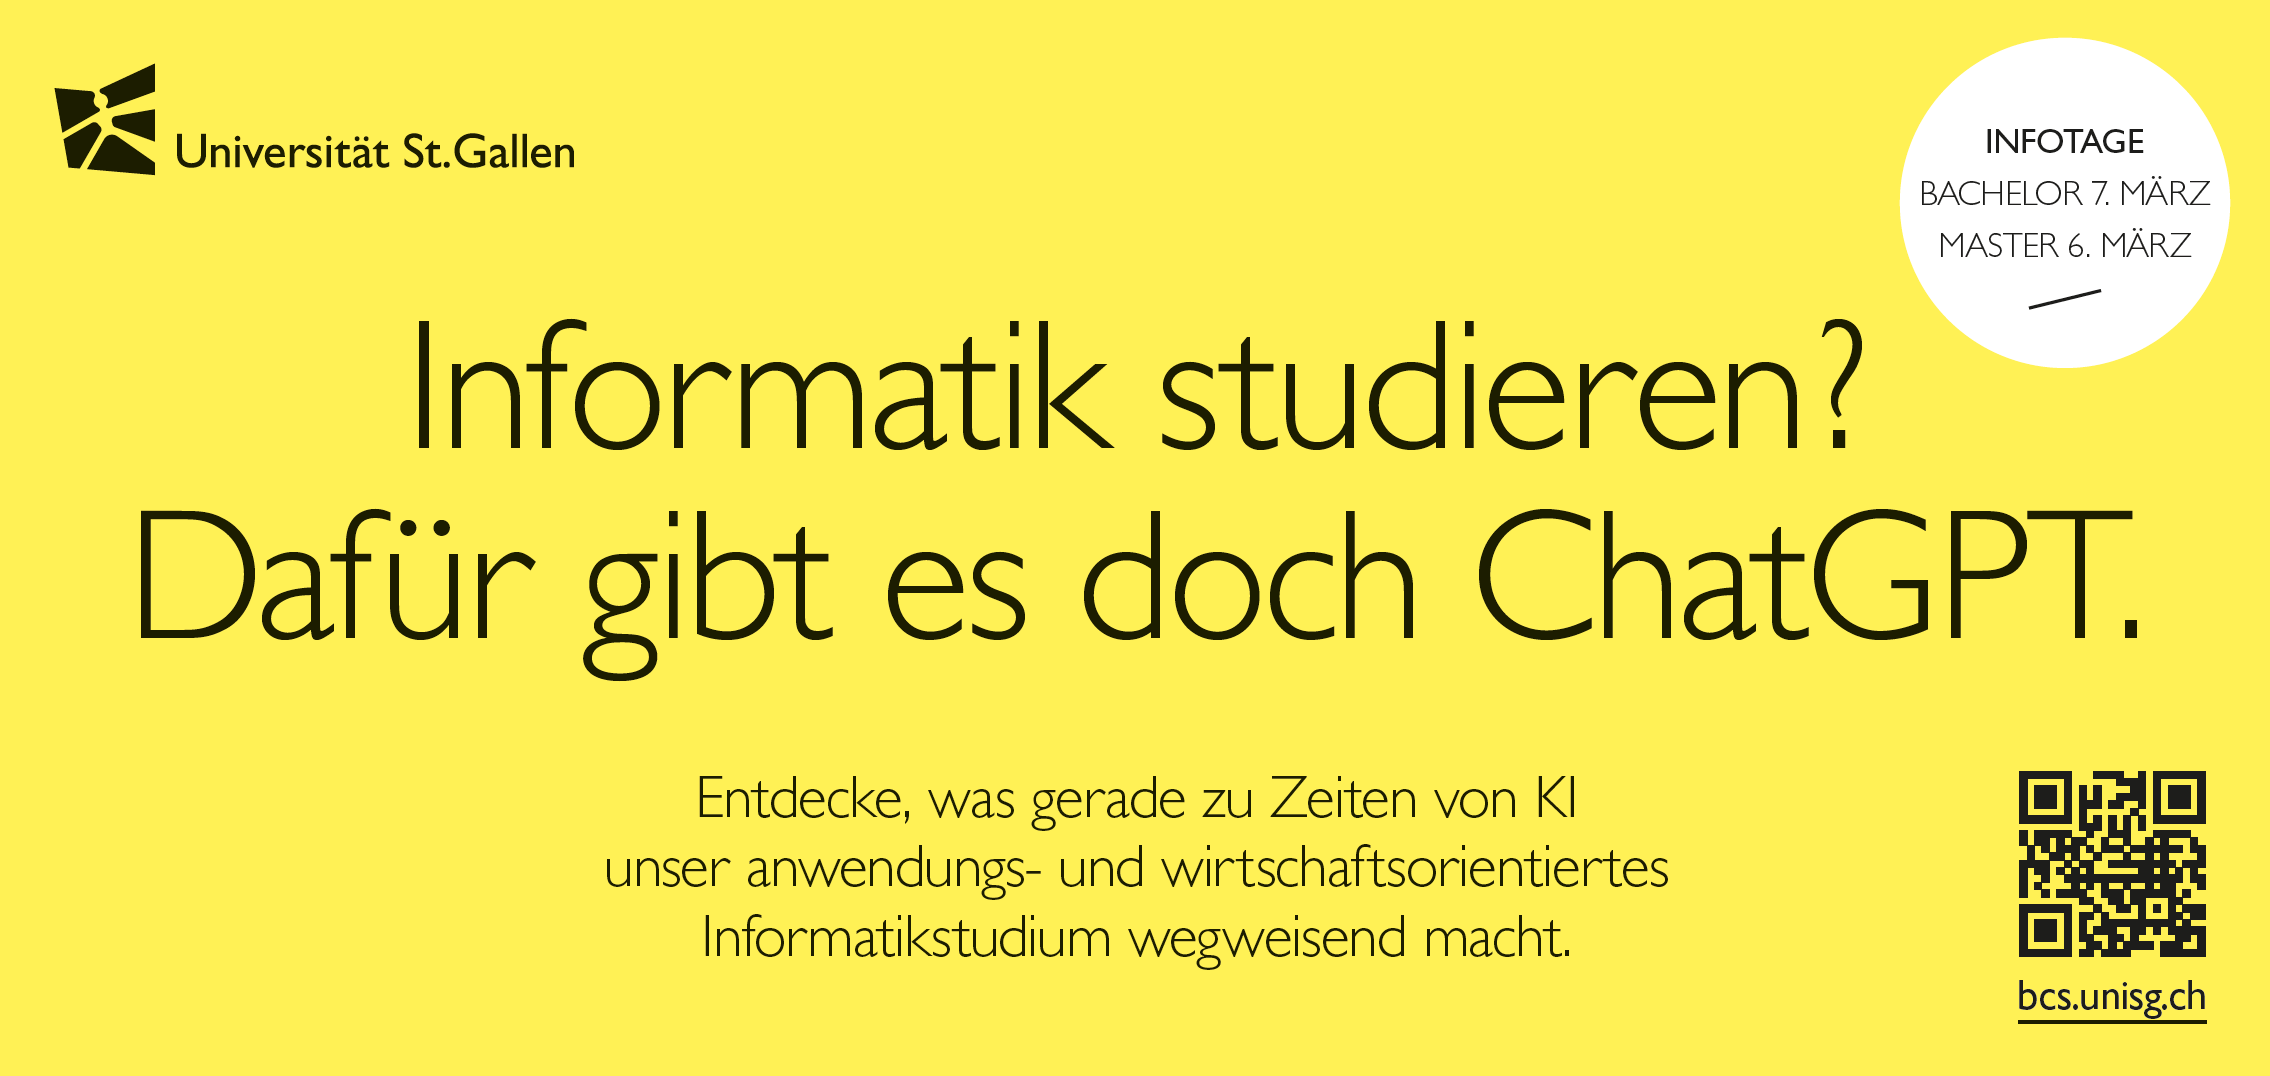 Universität St.Gallen
INFOTAGE
BACHELOR 7. MÄRZ
MASTER 6. MÄRZ
Informatik studieren?
Dafür gibt es doch ChatGPT.
Entdecke, was gerade zu Zeiten von KI
unser anwendungs- und wirtschaftsorientiertes
Informatikstudium wegweisend macht.
bcs.unisg.ch